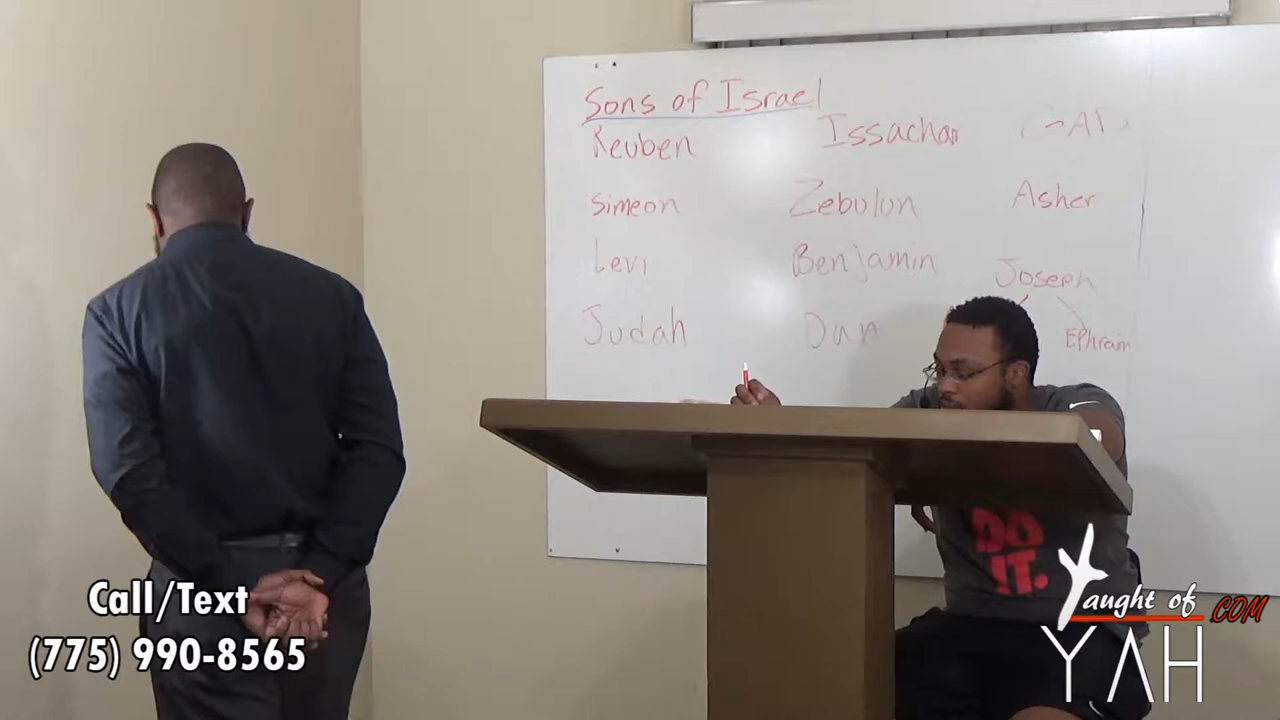 Sons of Israel
Reuben Issachar GAD
Simeon Zebulun Asher
Levi Benjamin Joseph
Judah Dan Ephraim
DO
IT.
Call/Text
(775) 990-8565
Yaught of .COM
YAH